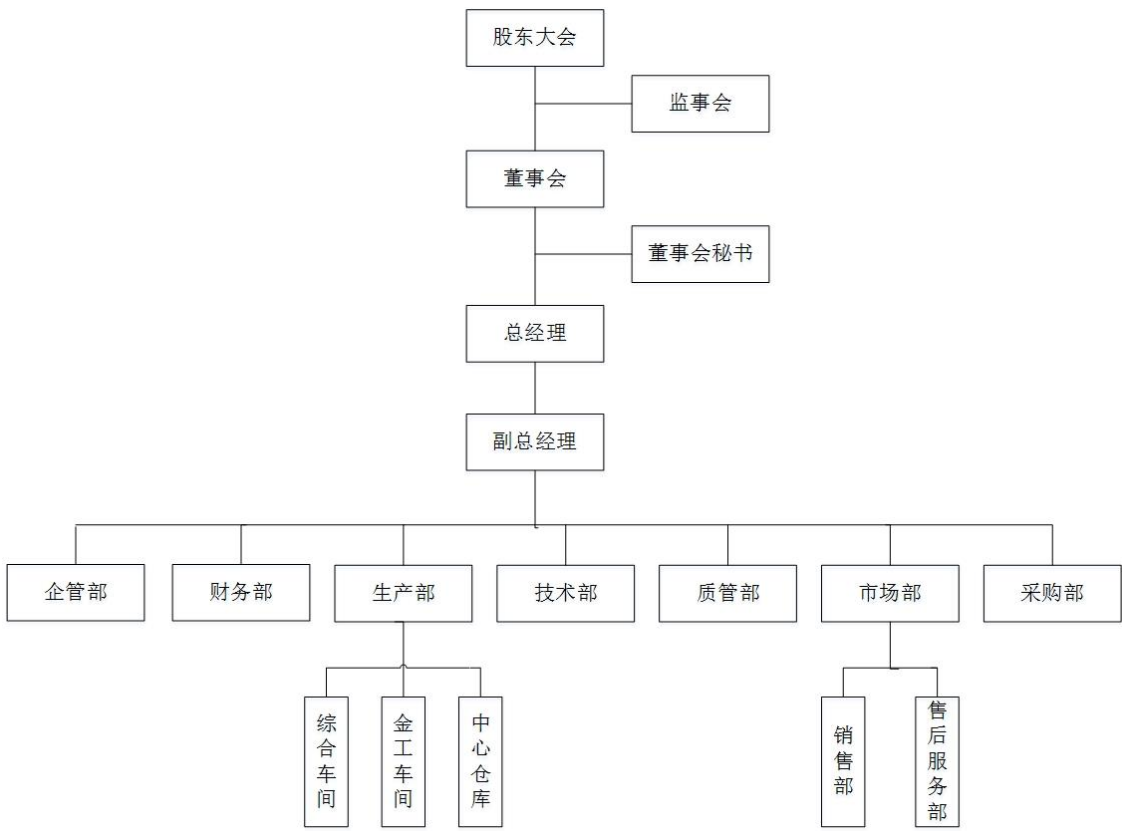 股东大会
监事会
董事会
董事会秘书
总经理
副总经理
企管部
财务部
生产部
技术部
质管部
市场部
采购部
综合车间
金工车间
中心仓库
销售部
售后服务部